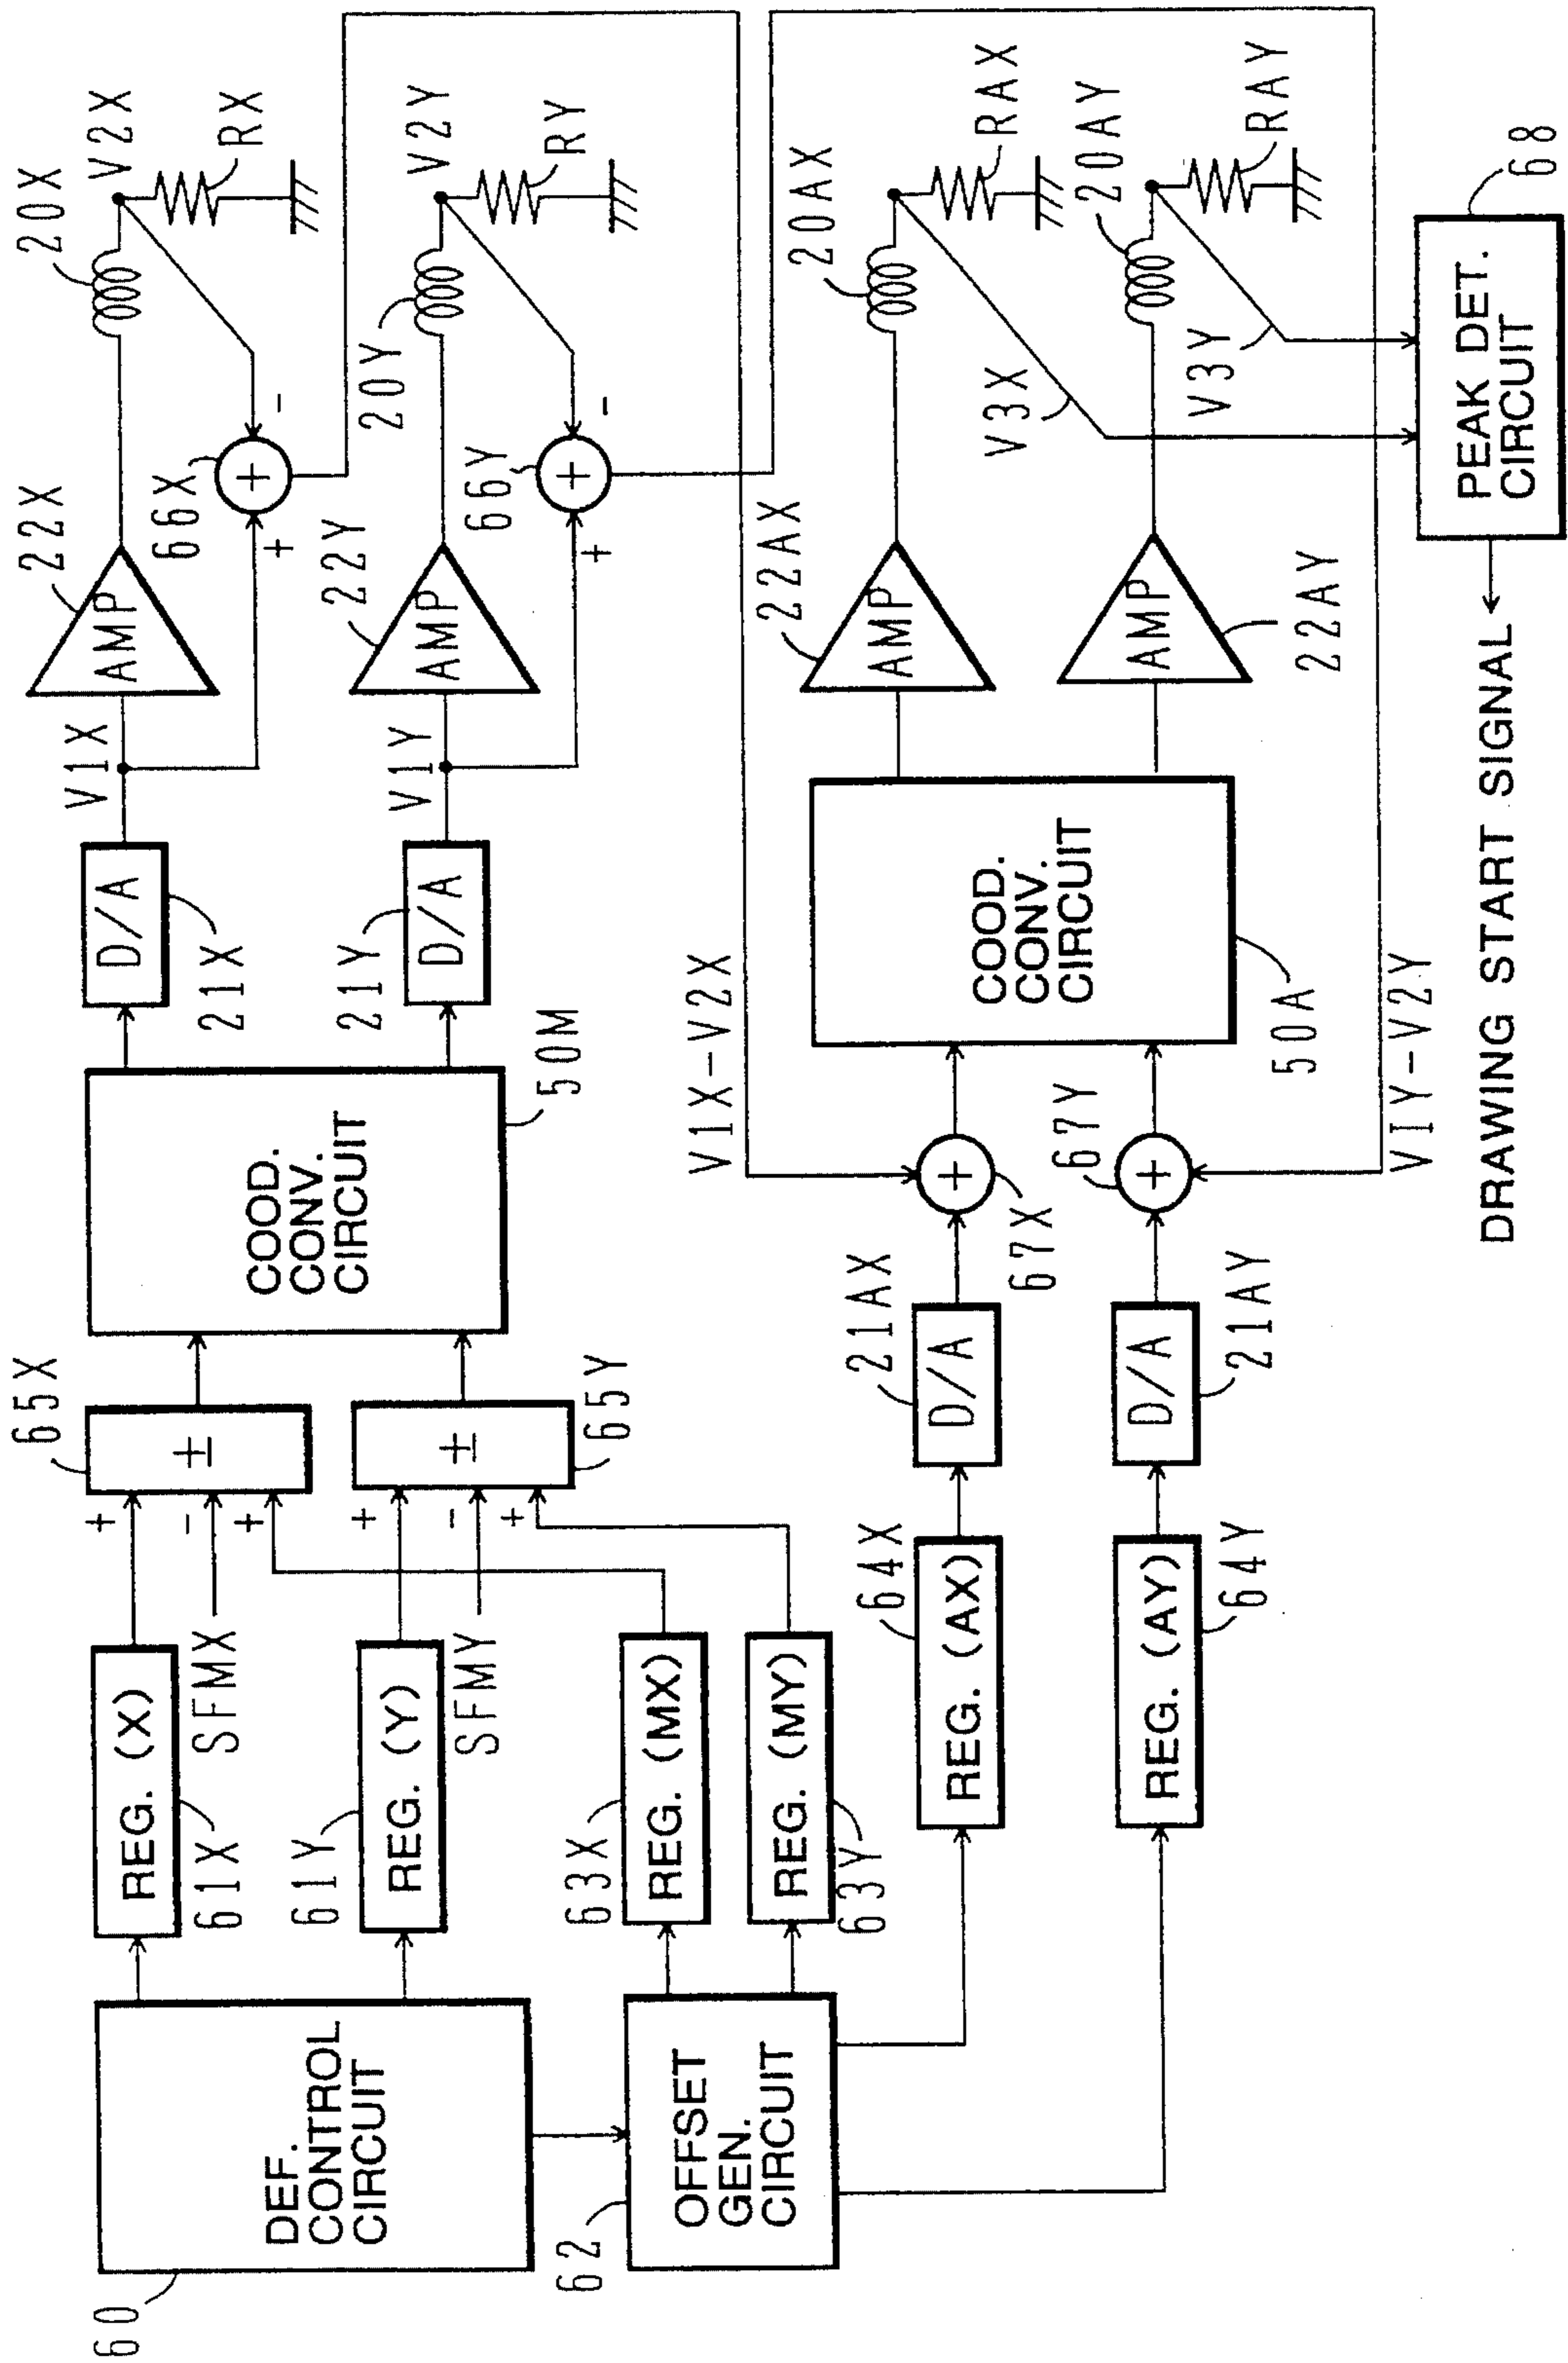 60
DEF.
CONTROL
CIRCUIT
REG. (X)
61X
SFMX
61Y
REG. (Y)
SFMY
62
OFFSET
GEN.
CIRCUIT
63X
REG. (MX)
REG. (MY)
63Y
64X
REG. (AX)
REG. (AY)
64Y
65X
±
+
-
+
±
65Y
+
-
+
COOD.
CONV.
CIRCUIT
50M
D/A
21X
21Y
D/A
V1X
V1Y
22X
AMP
22Y
AMP
66X
+
+
-
66Y
+
+
-
20X
V2X
RX
20Y
V2Y
RY
21AX
D/A
D/A
21AY
V1X-V2X
+
67X
67Y
+
VIY-V2Y
COOD.
CONV.
CIRCUIT
50A
22AX
AMP
AMP
22AY
20AX
RAX
20AY
RAY
V3X
V3Y
PEAK DET.
CIRCUIT
68
DRAWING START SIGNAL